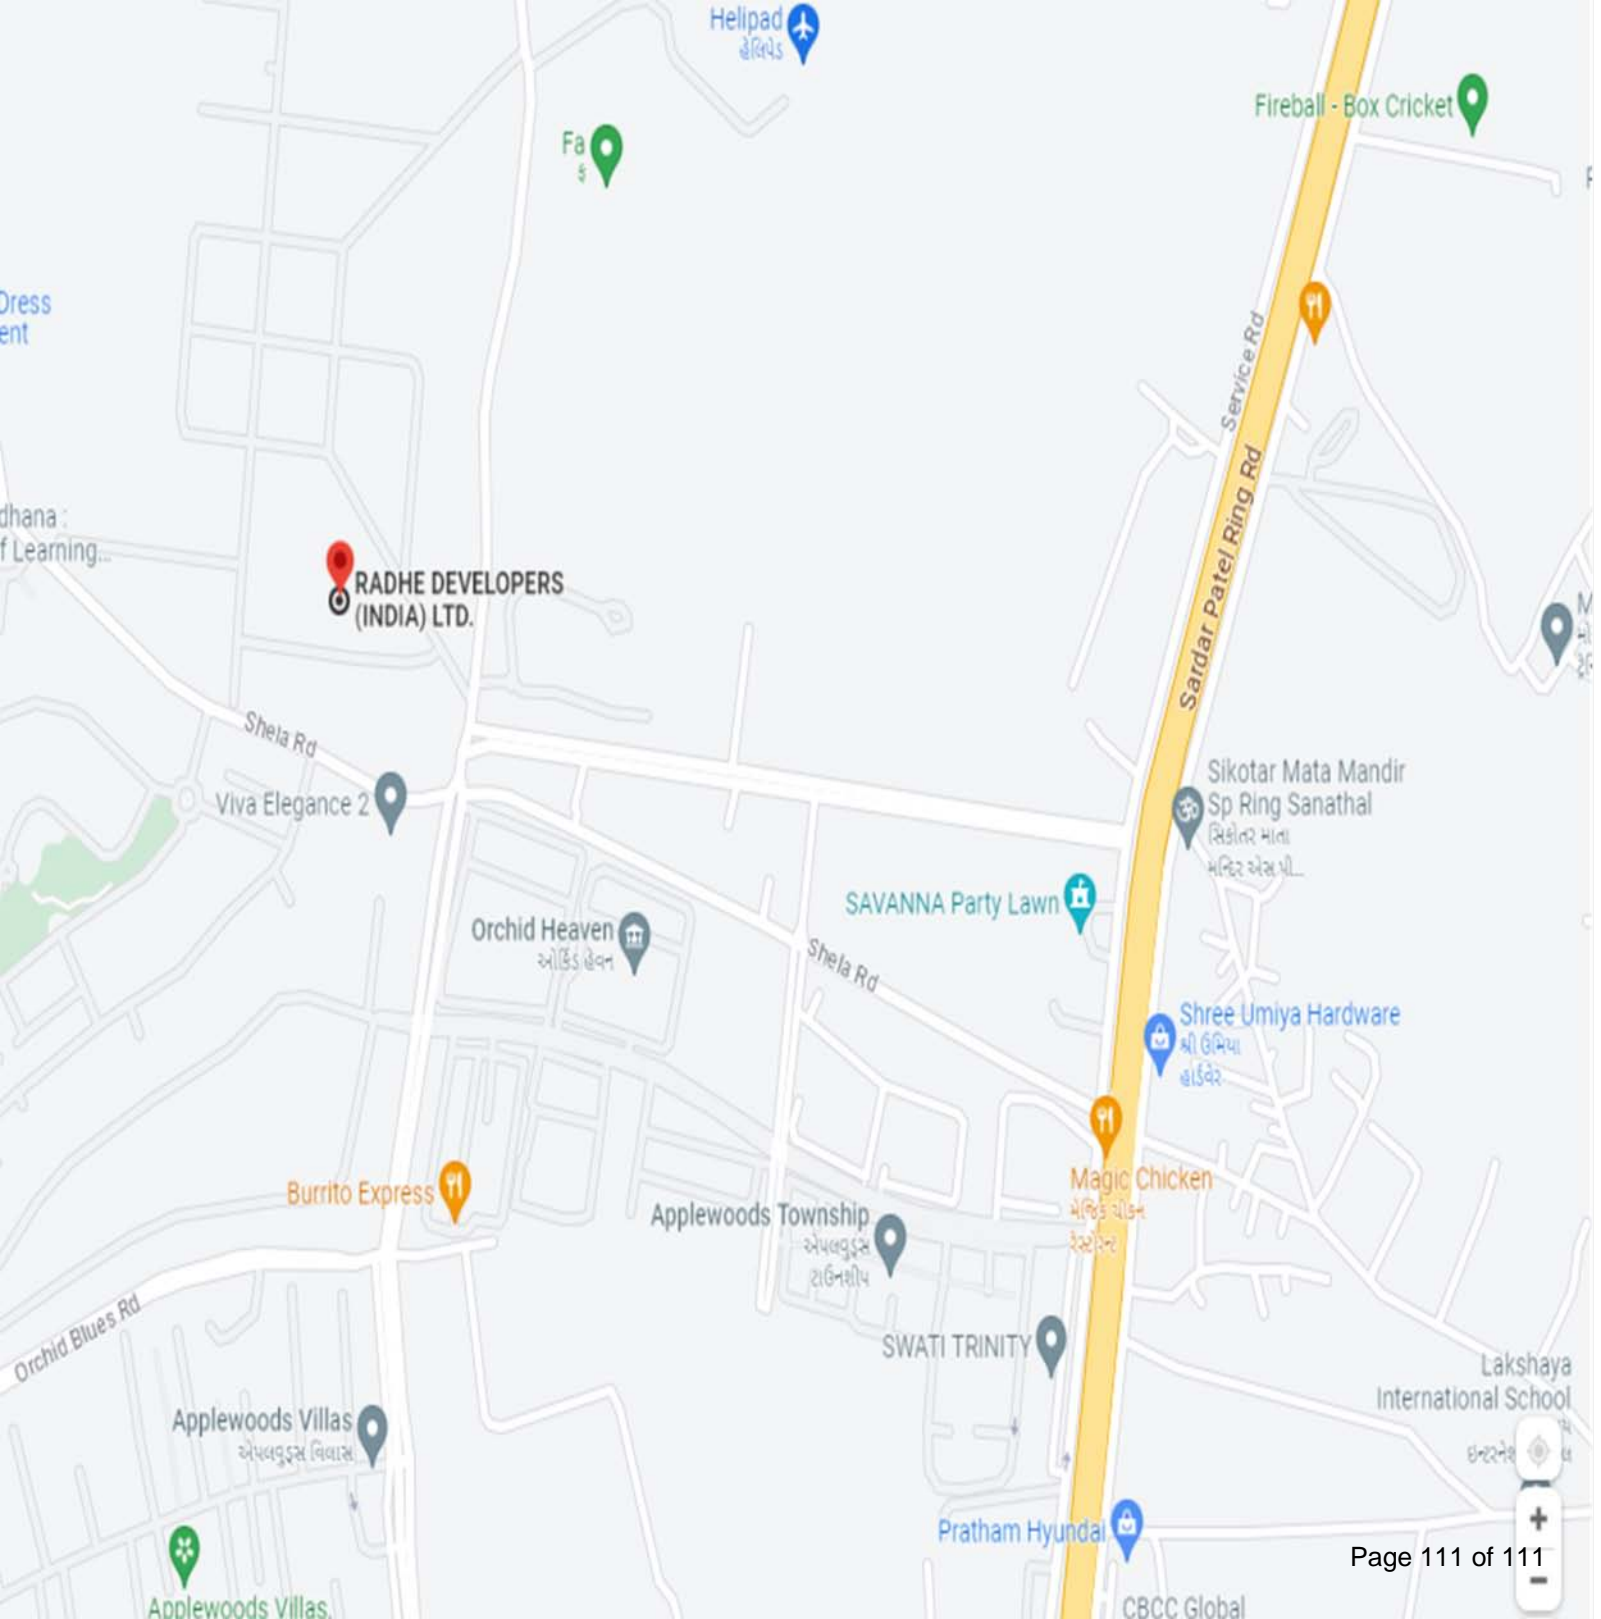 Helipad
હેલિપેડ
Fireball - Box Cricket
Fa
ફ
Dress
ent
Service Rd
Sardar Patel Ring Rd
dhana :
f Learning...
RADHE DEVELOPERS
(INDIA) LTD.
Shela Rd
Viva Elegance 2
Sikotar Mata Mandir
Sp Ring Sanathal
સિકોતર માતા
મન્દિર એસ.પી...
SAVANNA Party Lawn
Orchid Heaven
ઓર્કિડ હેવન
Shela Rd
Shree Umiya Hardware
શ્રી ઉમિયા
હાર્ડવેર
Magic Chicken
મેજિક ચીકન
રેસ્ટોરન્ટ
Burrito Express
Applewoods Township
એપલવુડ્સ
ટાઉનશીપ
Orchid Blues Rd
SWATI TRINITY
Lakshaya
International School
Applewoods Villas
એપલવુડ્સ વિલાસ
Pratham Hyundai
Page 111 of 111
Applewoods Villas,
CBCC Global